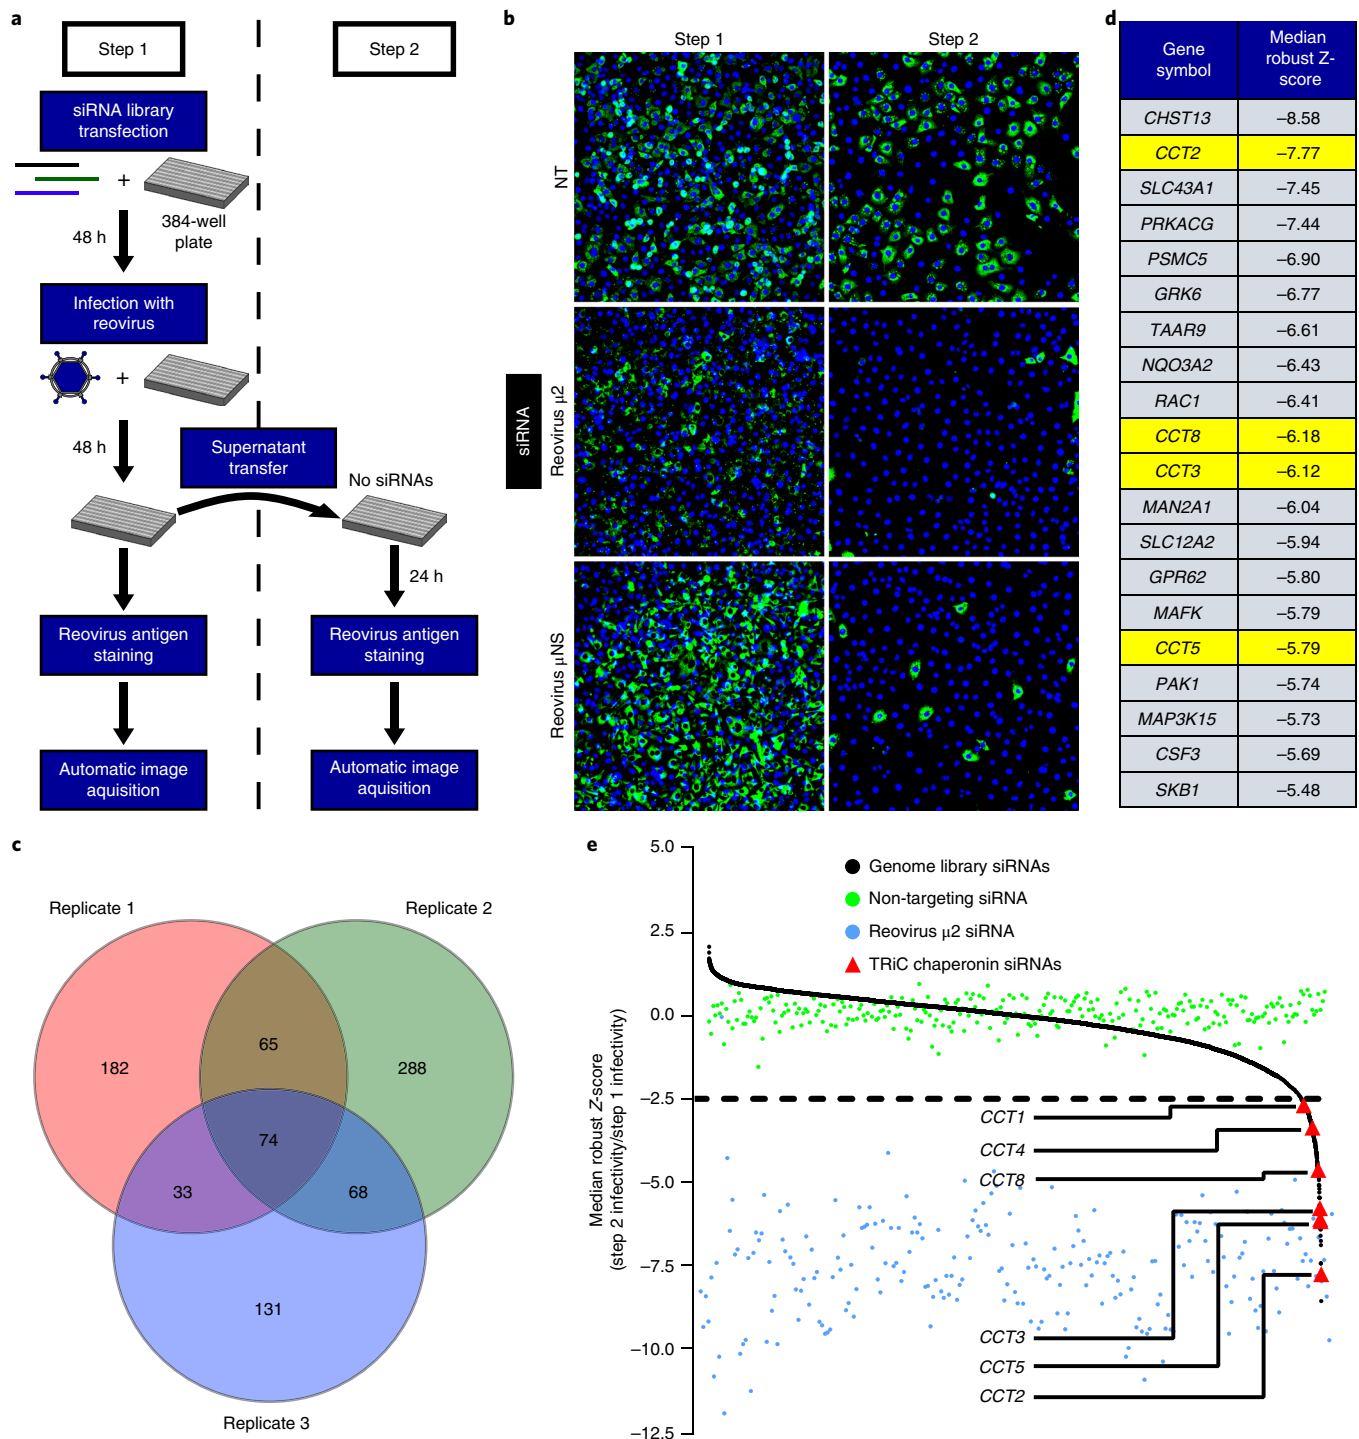 a
Step 1
Step 2
siRNA library
transfection
+
384-well
plate
48 h
Infection with
reovirus
+
48 h
Supernatant
transfer
No siRNAs
24 h
Reovirus antigen
staining
Reovirus antigen
staining
Automatic image
aquisition
Automatic image
aquisition
b
Step 1
Step 2
NT
siRNA
Reovirus μ2
Reovirus μNS
d
Gene
symbol
Median
robust Z-
score
CHST13 –8.58
CCT2 –7.77
SLC43A1 –7.45
PRKACG –7.44
PSMC5 –6.90
GRK6 –6.77
TAAR9 –6.61
NQO3A2 –6.43
RAC1 –6.41
CCT8 –6.18
CCT3 –6.12
MAN2A1 –6.04
SLC12A2 –5.94
GPR62 –5.80
MAFK –5.79
CCT5 –5.79
PAK1 –5.74
MAP3K15 –5.73
CSF3 –5.69
SKB1 –5.48
c
Replicate 1
Replicate 2
182
65
288
74
33
68
131
Replicate 3
e
Median robust Z-score
(step 2 infectivity/step 1 infectivity)
5.0
2.5
0.0
–2.5
–5.0
–7.5
–10.0
–12.5
Genome library siRNAs
Non-targeting siRNA
Reovirus μ2 siRNA
TRiC chaperonin siRNAs
CCT1
CCT4
CCT8
CCT3
CCT5
CCT2